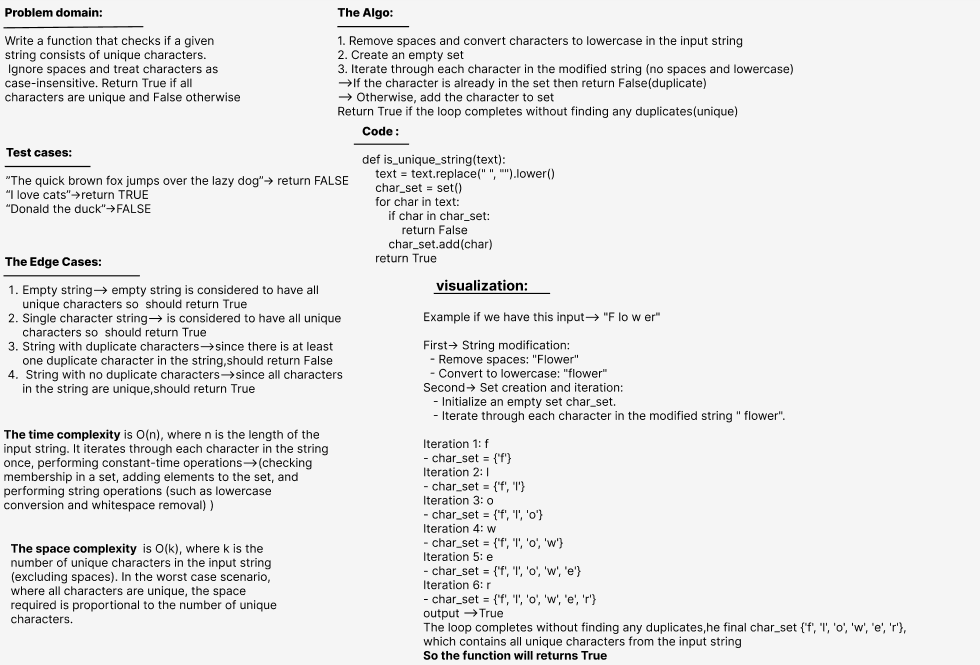 Problem domain:
Write a function that checks if a given
string consists of unique characters.
Ignore spaces and treat characters as
case-insensitive. Return True if all
characters are unique and False otherwise
Test cases:
“The quick brown fox jumps over the lazy dog”→ return FALSE
“I love cats”→return TRUE
“Donald the duck”→FALSE
The Edge Cases:
1. Empty string→ empty string is considered to have all
unique characters so  should return True
2. Single character string→ is considered to have all unique
characters so  should return True
3. String with duplicate characters→since there is at least
one duplicate character in the string,should return False
4.  String with no duplicate characters→since all characters
in the string are unique,should return True
The time complexity is O(n), where n is the length of the
input string. It iterates through each character in the string
once, performing constant-time operations→(checking
membership in a set, adding elements to the set, and
performing string operations (such as lowercase
conversion and whitespace removal) )
The space complexity  is O(k), where k is the
number of unique characters in the input string
(excluding spaces). In the worst case scenario,
where all characters are unique, the space
required is proportional to the number of unique
characters.
The Algo:
1. Remove spaces and convert characters to lowercase in the input string
2. Create an empty set
3. Iterate through each character in the modified string (no spaces and lowercase)
→If the character is already in the set then return False(duplicate)
→ Otherwise, add the character to set
Return True if the loop completes without finding any duplicates(unique)
Code :
def is_unique_string(text):
    text = text.replace(" ", "").lower()
    char_set = set()
    for char in text:
        if char in char_set:
            return False
        char_set.add(char)
    return True
visualization:
Example if we have this input→ "F lo w er"
First→ String modification:
- Remove spaces: "Flower"
- Convert to lowercase: "flower"
Second→ Set creation and iteration:
- Initialize an empty set char_set.
- Iterate through each character in the modified string " flower".
Iteration 1: f
- char_set = {'f'}
Iteration 2: l
- char_set = {'f', 'l'}
Iteration 3: o
- char_set = {'f', 'l', 'o'}
Iteration 4: w
- char_set = {'f', 'l', 'o', 'w'}
Iteration 5: e
- char_set = {'f', 'l', 'o', 'w', 'e'}
Iteration 6: r
- char_set = {'f', 'l', 'o', 'w', 'e', 'r'}
output →True
The loop completes without finding any duplicates,he final char_set {'f', 'l', 'o', 'w', 'e', 'r'},
which contains all unique characters from the input string
So the function will returns True